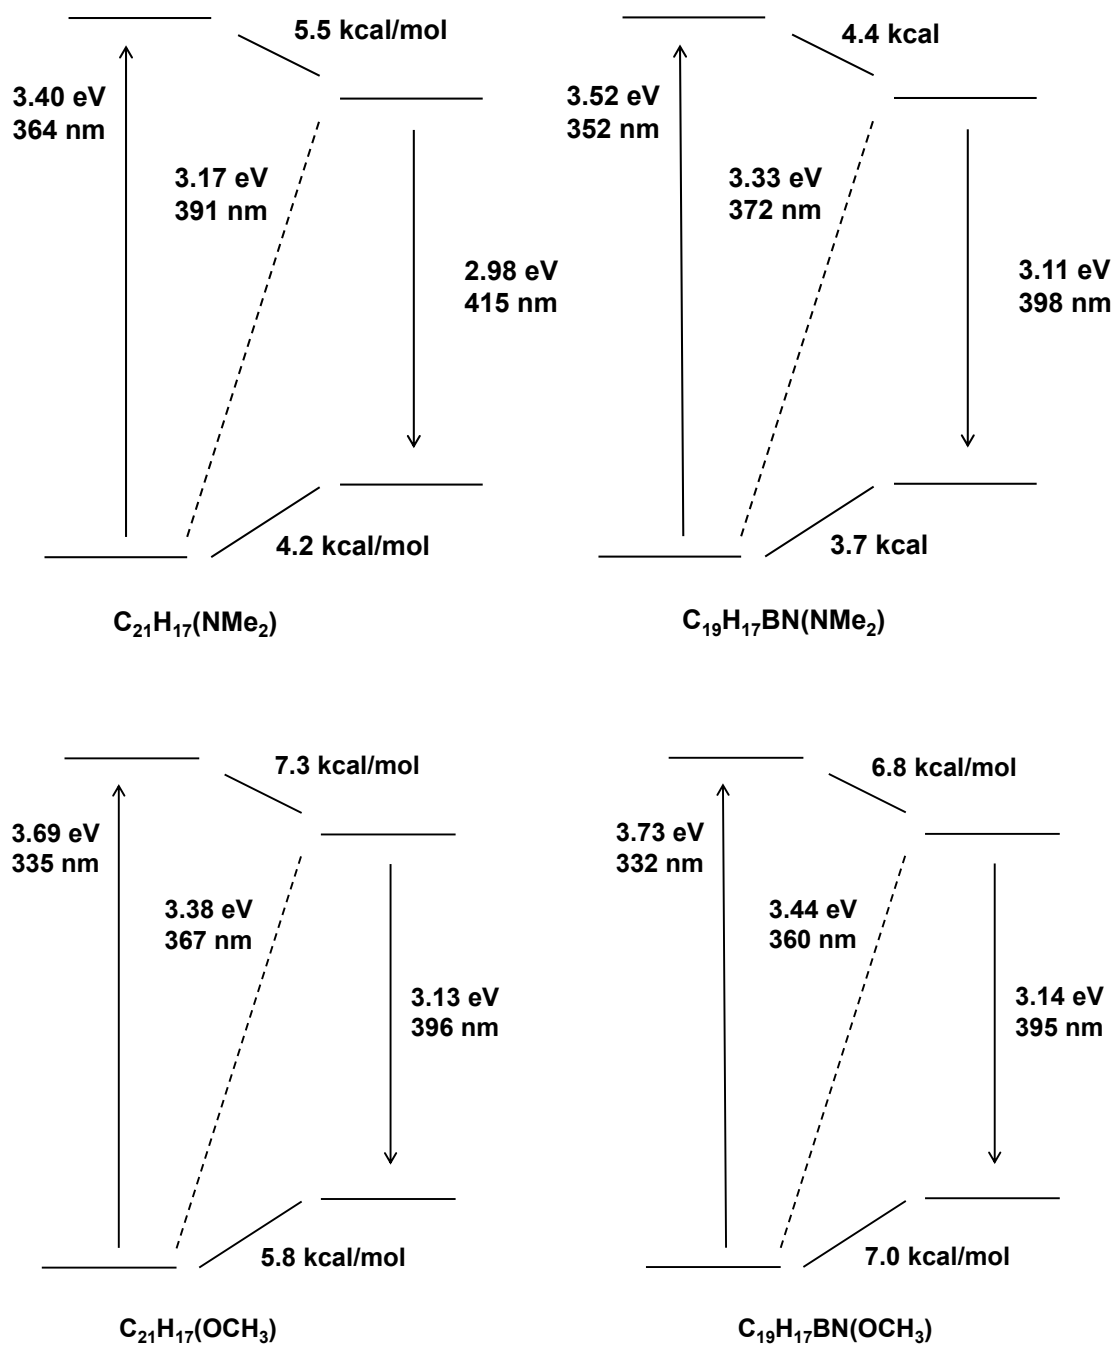 5.5 kcal/mol
3.40 eV
364 nm
3.17 eV
391 nm
2.98 eV
415 nm
4.2 kcal/mol
C₂₁H₁₇(NMe₂)
4.4 kcal
3.52 eV
352 nm
3.33 eV
372 nm
3.11 eV
398 nm
3.7 kcal
C₁₉H₁₇BN(NMe₂)
7.3 kcal/mol
3.69 eV
335 nm
3.38 eV
367 nm
3.13 eV
396 nm
5.8 kcal/mol
C₂₁H₁₇(OCH₃)
6.8 kcal/mol
3.73 eV
332 nm
3.44 eV
360 nm
3.14 eV
395 nm
7.0 kcal/mol
C₁₉H₁₇BN(OCH₃)